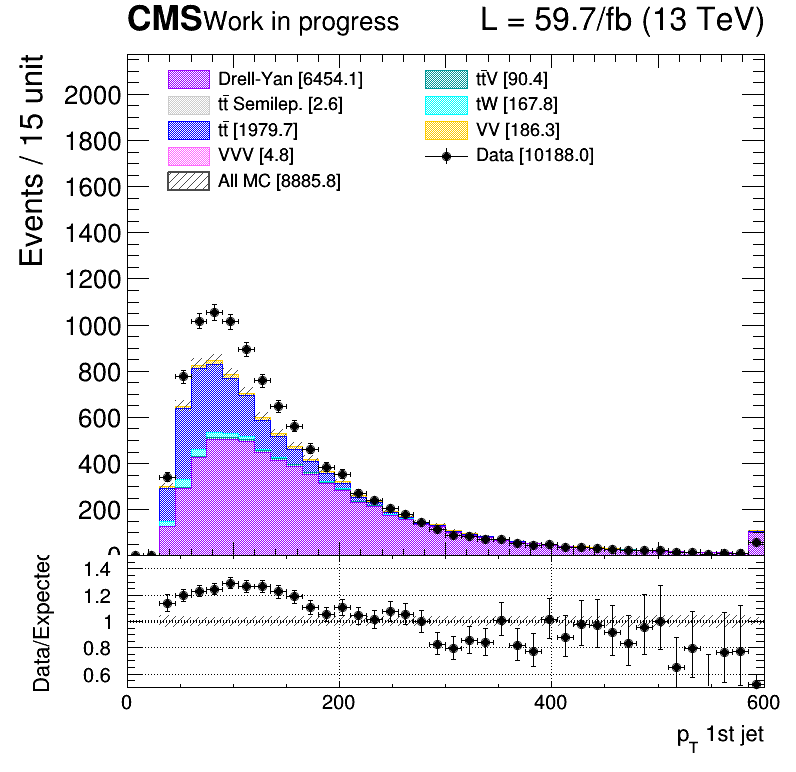 CMS Work in progress L = 59.7/fb (13 TeV)
Events / 15 unit
2000
1800
1600
1400
1200
1000
800
600
400
200
0
Drell-Yan [6454.1]
tt̄ Semilep. [2.6]
tt̄ [1979.7]
VVV [4.8]
All MC [8885.8]
tt̄V [90.4]
tW [167.8]
VV [186.3]
Data [10188.0]
Data/Expected
1.4
1.2
1
0.8
0.6
0 200 400 600
p_T 1st jet